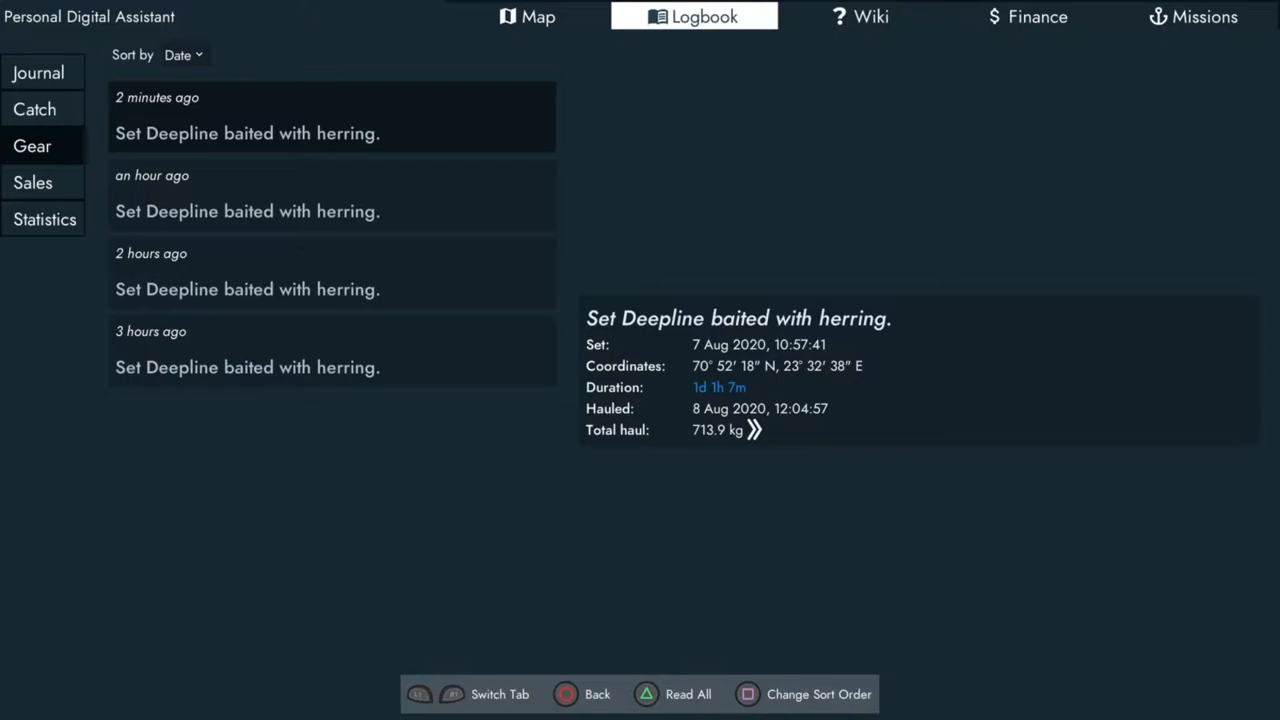 Personal Digital Assistant
Map
Logbook
? Wiki
$ Finance
Missions
Sort by Date
Journal
Catch
Gear
Sales
Statistics
2 minutes ago
Set Deepline baited with herring.
an hour ago
Set Deepline baited with herring.
2 hours ago
Set Deepline baited with herring.
3 hours ago
Set Deepline baited with herring.
Set Deepline baited with herring.
Set: 7 Aug 2020, 10:57:41
Coordinates: 70° 52' 18" N, 23° 32' 38" E
Duration: 1d 1h 7m
Hauled: 8 Aug 2020, 12:04:57
Total haul: 713.9 kg
L1 R1 Switch Tab Back Read All Change Sort Order